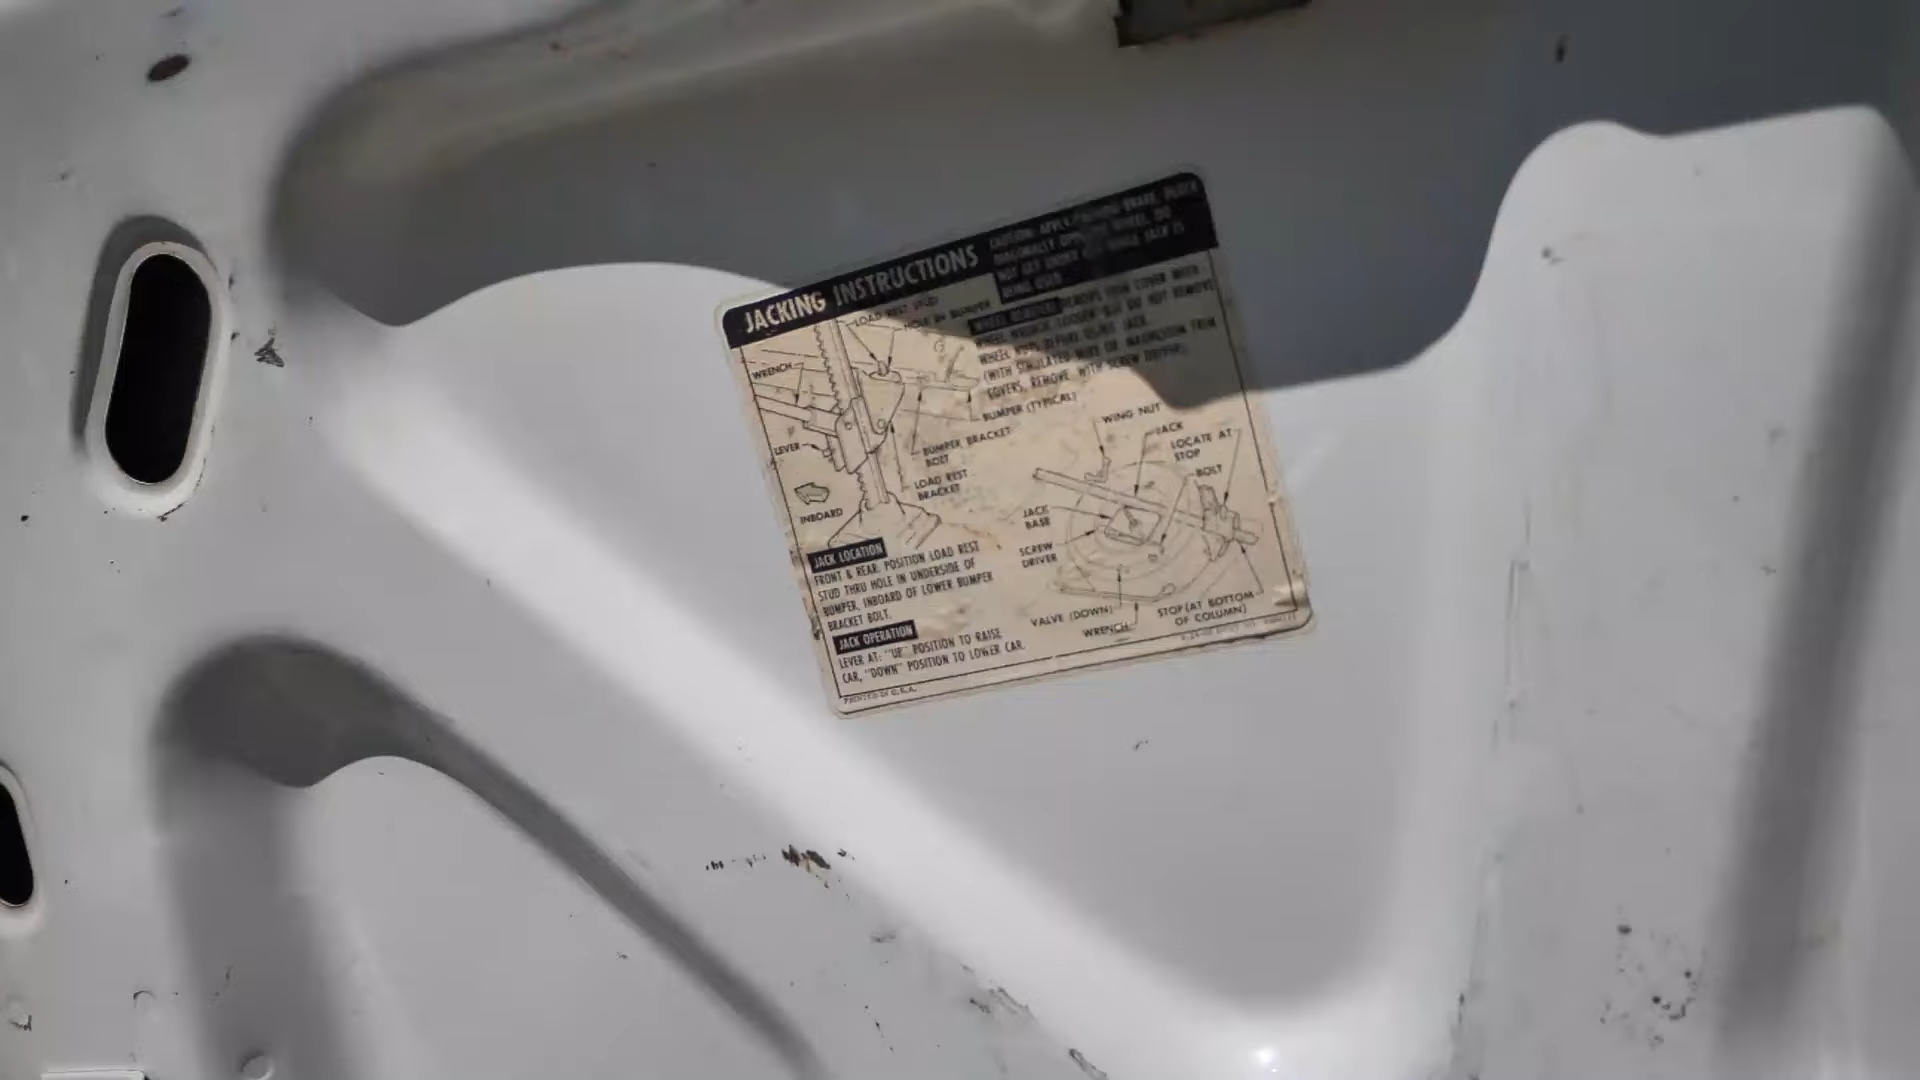 JACKING INSTRUCTIONS
CAUTION: APPLY PARKING BRAKE, BLOCK
DIAGONALLY OPPOSITE WHEEL. DO
NOT GET UNDER CAR WHILE JACK IS
BEING USED.
REMOVE TRIM COVER WITH
WHEEL WRENCH. LOOSEN BUT DO NOT REMOVE
WHEEL NUTS BEFORE USING JACK.
(WITH SIMULATED WIRE OR MAGNESIUM TRIM
COVERS, REMOVE WITH SCREW DRIVER)
LOAD REST STUD
HOLE IN BUMPER
WRENCH
LEVER
INBOARD
BUMPER (TYPICAL)
BUMPER BRACKET
BOLT
LOAD REST
BRACKET
JACK LOCATION
FRONT & REAR. POSITION LOAD REST
STUD THRU HOLE IN UNDERSIDE OF
BUMPER, INBOARD OF LOWER BUMPER
BRACKET BOLT.
JACK OPERATION
LEVER AT: "UP" POSITION TO RAISE
CAR, "DOWN" POSITION TO LOWER CAR.
PRINTED IN U.S.A.
WING NUT
JACK
LOCATE AT
STOP
BOLT
JACK
BASE
SCREW
DRIVER
VALVE (DOWN)
WRENCH
STOP (AT BOTTOM
OF COLUMN)